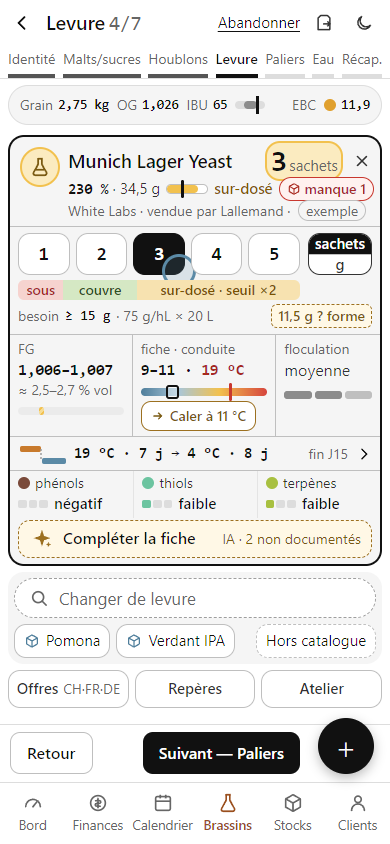 Levure 4/7 Abandonner
Identité Malts/sucres Houblons Levure Paliers Eau Récap.
Grain 2,75 kg OG 1,026 IBU 65 EBC 11,9
Munich Lager Yeast 3 sachets ×
230 % · 34,5 g sur-dosé manque 1
White Labs · vendue par Lallemand · exemple
1 2 3 4 5 sachets
g
sous couvre sur-dosé · seuil ×2
besoin ≥ 15 g · 75 g/hL × 20 L 11,5 g ? forme
FG fiche · conduite floculation
1,006–1,007 9–11 · 19 °C moyenne
≈ 2,5–2,7 % vol
→ Caler à 11 °C
19 °C · 7 j → 4 °C · 8 j fin J15
phénols thiols terpènes
négatif faible faible
Compléter la fiche IA · 2 non documentés
Changer de levure
Pomona Verdant IPA Hors catalogue
Offres CH·FR·DE Repères Atelier
Retour Suivant — Paliers +
Bord Finances Calendrier Brassins Stocks Clients